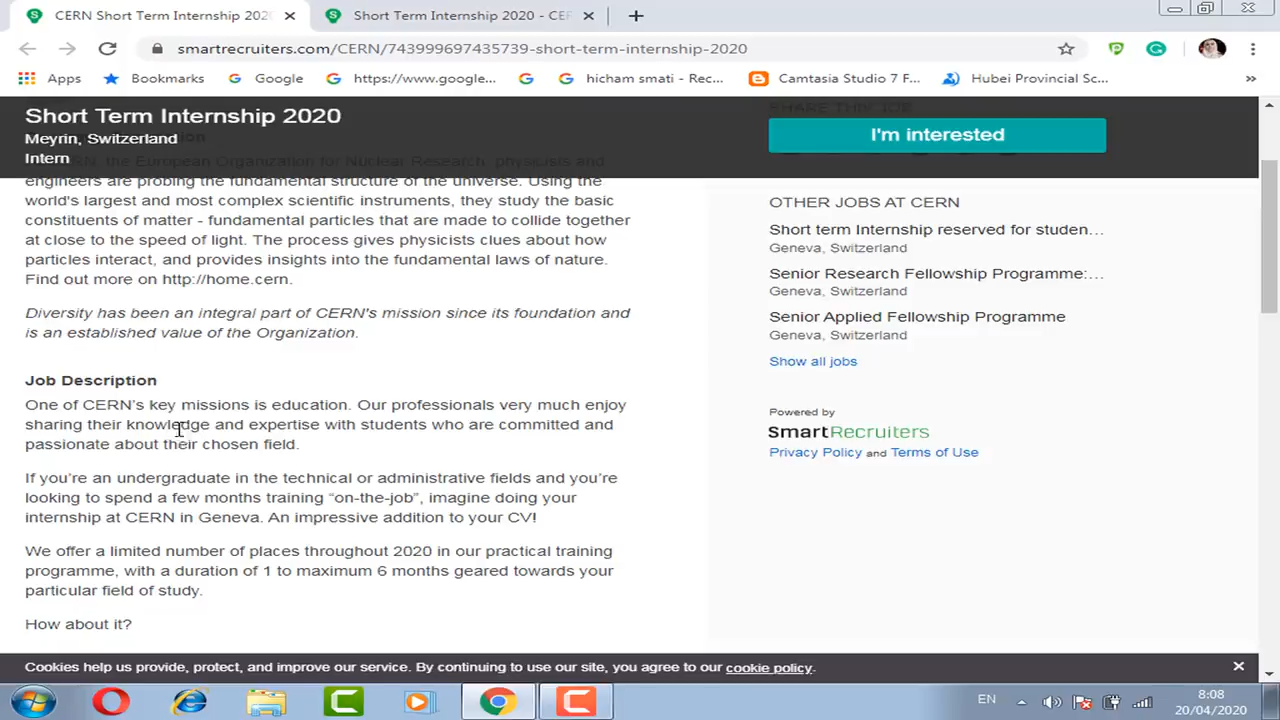 CERN Short Term Internship 202
Short Term Internship 2020 - CE
smartrecruiters.com/CERN/743999697435739-short-term-internship-2020
Apps
Bookmarks
Google
https://www.google...
hicham smati - Rec...
Camtasia Studio 7 F...
Hubei Provincial Sc...
»
Short Term Internship 2020
Meyrin, Switzerland
Intern
SHARE THIS JOB
I'm interested
the European Organization for Nuclear Research, physicists and
engineers are probing the fundamental structure of the universe. Using the
world's largest and most complex scientific instruments, they study the basic
constituents of matter - fundamental particles that are made to collide together
at close to the speed of light. The process gives physicists clues about how
particles interact, and provides insights into the fundamental laws of nature.
Find out more on http://home.cern.
Diversity has been an integral part of CERN's mission since its foundation and
is an established value of the Organization.
Job Description
One of CERN's key missions is education. Our professionals very much enjoy
sharing their knowledge and expertise with students who are committed and
passionate about their chosen field.
If you're an undergraduate in the technical or administrative fields and you're
looking to spend a few months training “on-the-job”, imagine doing your
internship at CERN in Geneva. An impressive addition to your CV!
We offer a limited number of places throughout 2020 in our practical training
programme, with a duration of 1 to maximum 6 months geared towards your
particular field of study.
How about it?
OTHER JOBS AT CERN
Short term Internship reserved for studen...
Geneva, Switzerland
Senior Research Fellowship Programme:...
Geneva, Switzerland
Senior Applied Fellowship Programme
Geneva, Switzerland
Show all jobs
Powered by
SmartRecruiters
Privacy Policy and Terms of Use
Cookies help us provide, protect, and improve our service. By continuing to use our site, you agree to our cookie policy.
EN
8:08
20/04/2020